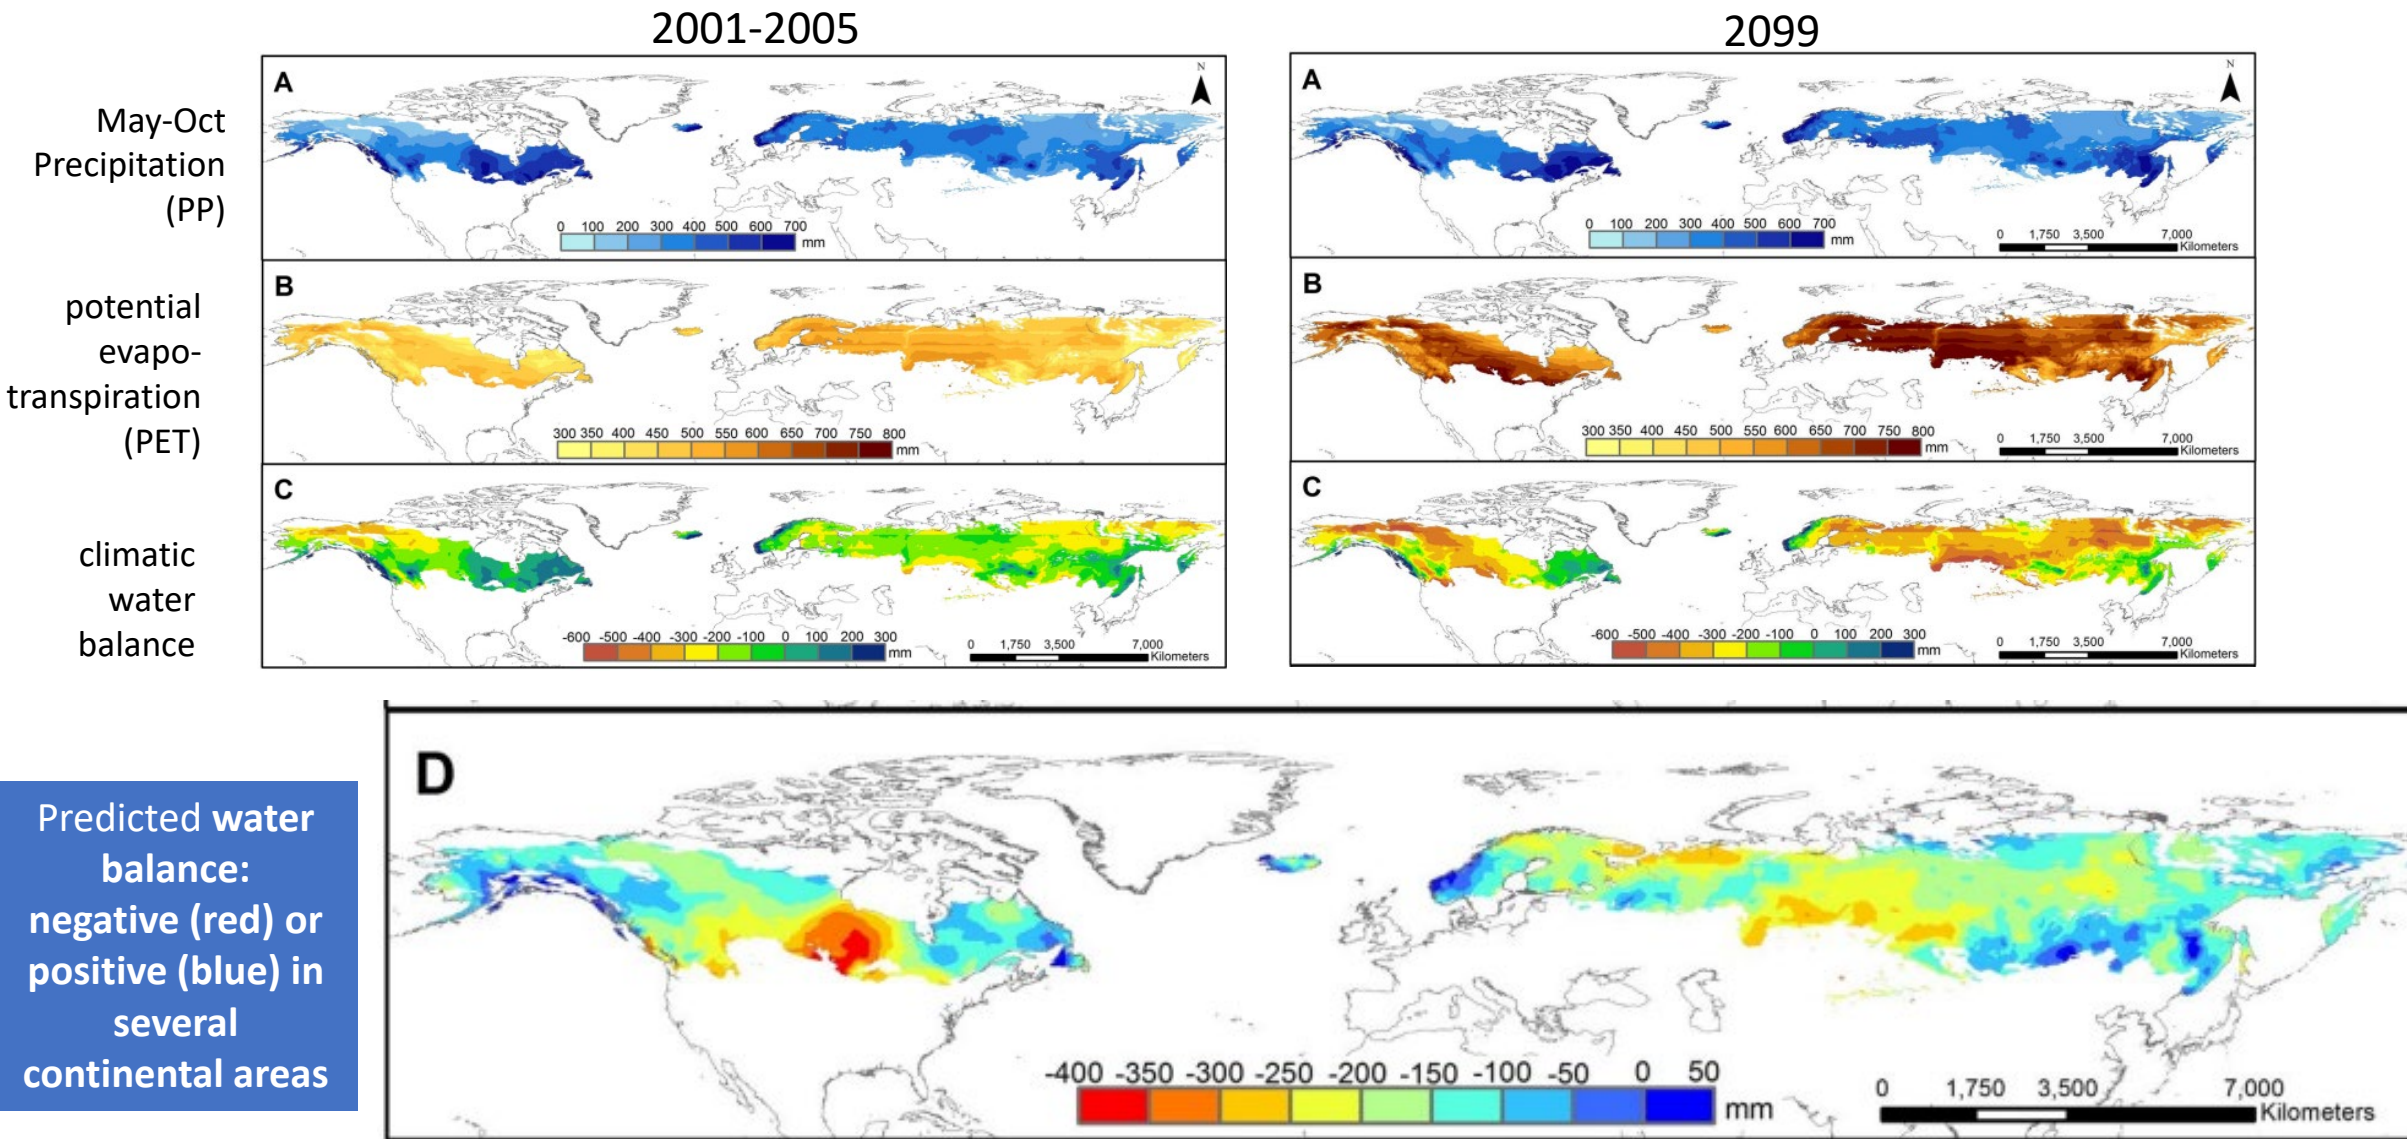 2001-2005
2099
May-Oct
Precipitation
(PP)
A
N
0 100 200 300 400 500 600 700
mm
A
N
0 100 200 300 400 500 600 700
mm
0 1,750 3,500 7,000
Kilometers
potential
evapo-
transpiration
(PET)
B
300 350 400 450 500 550 600 650 700 750 800
mm
B
300 350 400 450 500 550 600 650 700 750 800
mm
0 1,750 3,500 7,000
Kilometers
climatic
water
balance
C
-600 -500 -400 -300 -200 -100 0 100 200 300
mm
0 1,750 3,500 7,000
Kilometers
C
-600 -500 -400 -300 -200 -100 0 100 200 300
mm
0 1,750 3,500 7,000
Kilometers
Predicted water
balance:
negative (red) or
positive (blue) in
several
continental areas
D
-400 -350 -300 -250 -200 -150 -100 -50 0 50
mm
0 1,750 3,500 7,000
Kilometers